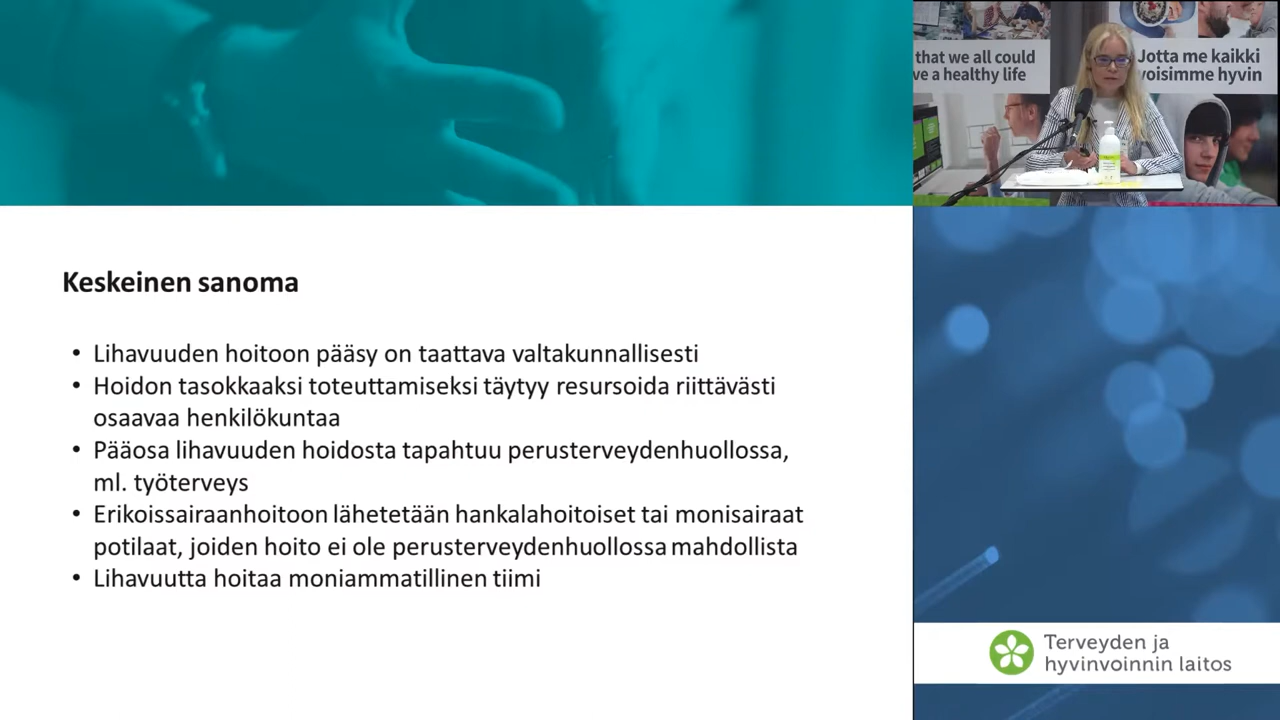 Keskeinen sanoma
• Lihavuuden hoitoon pääsy on taattava valtakunnallisesti
• Hoidon tasokkaaksi toteuttamiseksi täytyy resursoida riittävästi
osaavaa henkilökuntaa
• Pääosa lihavuuden hoidosta tapahtuu perusterveydenhuollossa,
ml. työterveys
• Erikoissairaanhoitoon lähetetään hankalahoitoiset tai monisairaat
potilaat, joiden hoito ei ole perusterveydenhuollossa mahdollista
• Lihavuutta hoitaa moniammatillinen tiimi
that we all could
ve a healthy life
Jotta me kaikki
voisimme hyvin
Terveyden ja
hyvinvoinnin laitos